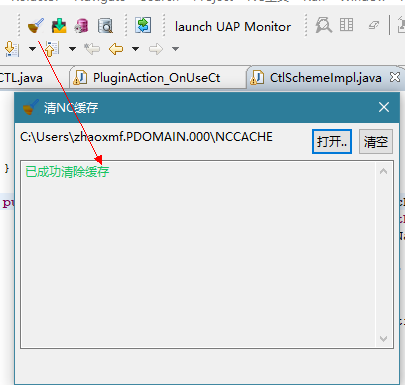 launch UAP Monitor
CTL.java
PluginAction_OnUseCt
CtlSchemeImpl.java
清NC缓存
C:\Users\zhaoxmf.PDOMAIN.000\NCCACHE
打开..
清空
已成功清除缓存
}
pu